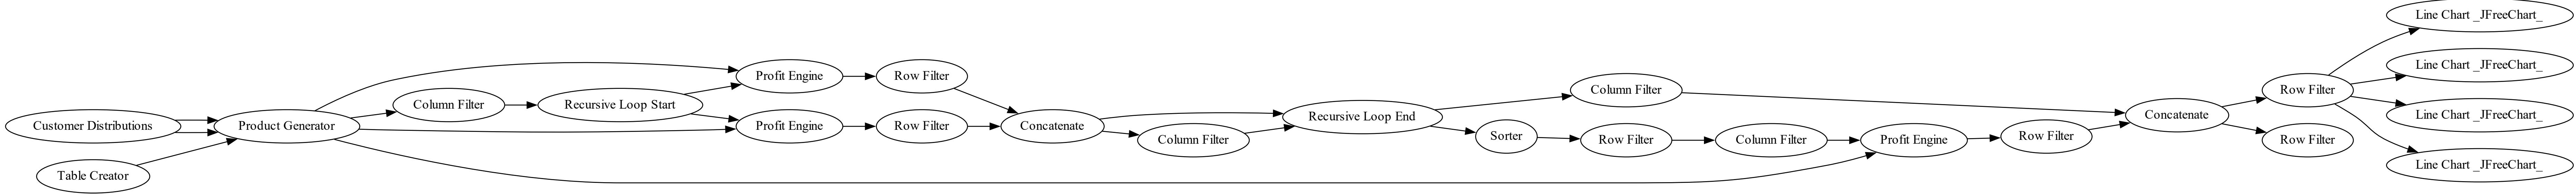 Customer Distributions
Table Creator
Product Generator
Column Filter
Recursive Loop Start
Profit Engine
Profit Engine
Row Filter
Row Filter
Concatenate
Column Filter
Recursive Loop End
Column Filter
Sorter
Row Filter
Column Filter
Profit Engine
Row Filter
Concatenate
Row Filter
Row Filter
Line Chart _JFreeChart_
Line Chart _JFreeChart_
Line Chart _JFreeChart_
Line Chart _JFreeChart_